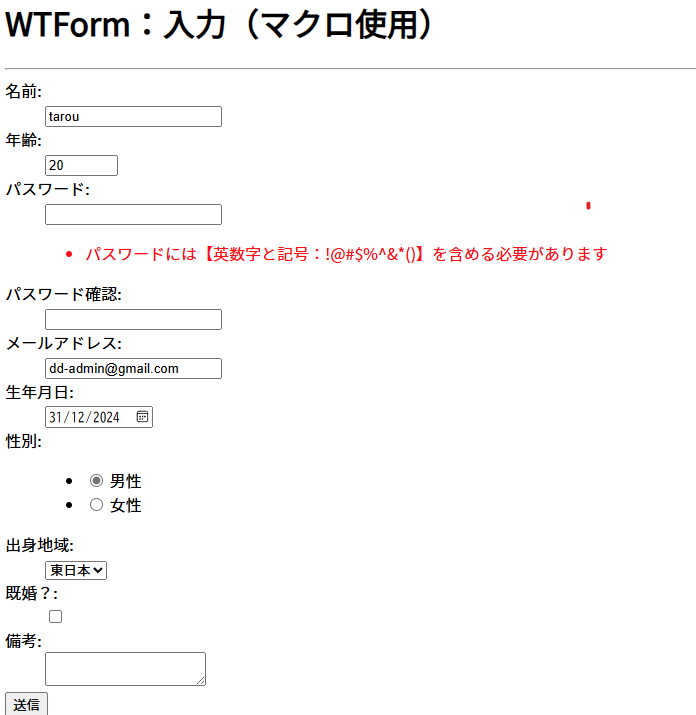 WTForm：入力（マクロ使用）
名前:
tarou
年齢:
20
パスワード:
パスワードには【英数字と記号：!@#$%^&*()】を含める必要があります
パスワード確認:
メールアドレス:
dd-admin@gmail.com
生年月日:
31/12/2024
性別:
男性
女性
出身地域:
東日本
既婚？:
備考:
送信